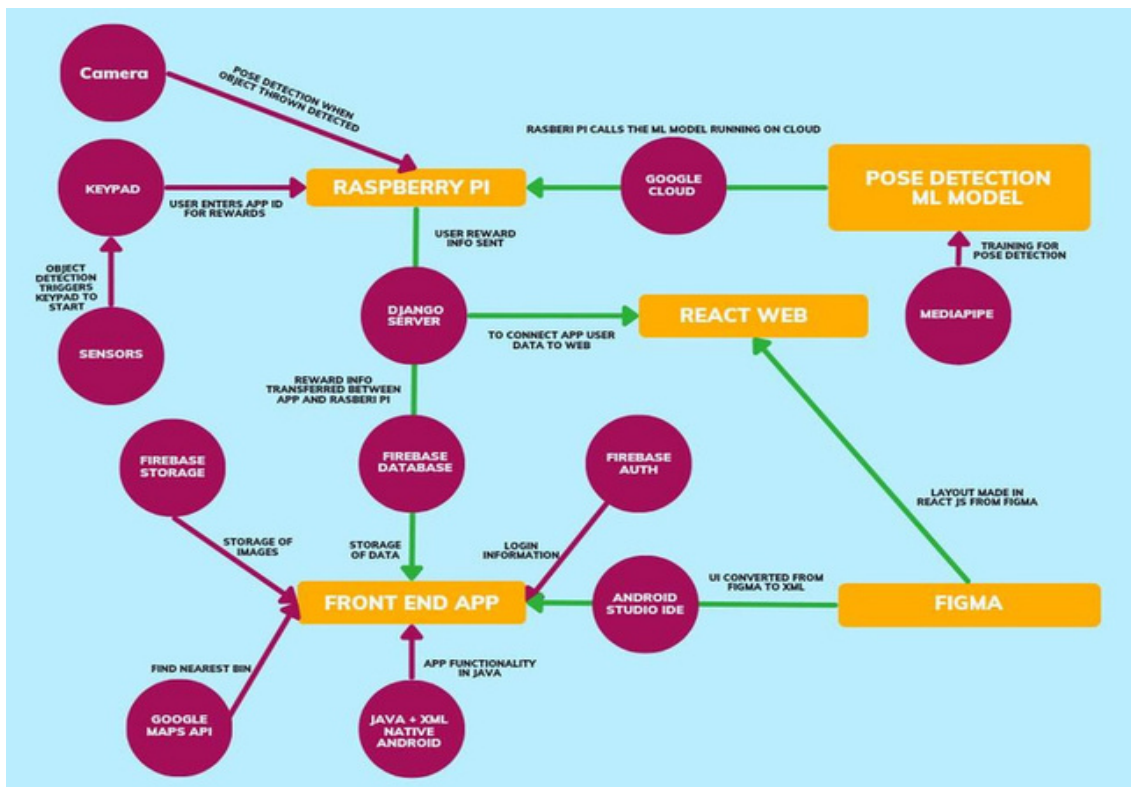 Camera
POSE DETECTION WHEN
OBJECT THROWN DETECTED
RASBERI PI CALLS THE ML MODEL RUNNING ON CLOUD
KEYPAD
USER ENTERS APP ID
FOR REWARDS
RASPBERRY PI
GOOGLE
CLOUD
POSE DETECTION
ML MODEL
USER REWARD
INFO SENT
TRAINING FOR
POSE DETECTION
OBJECT
DETECTION
TRIGGERS
KEYPAD TO
START
SENSORS
DJANGO
SERVER
TO CONNECT APP USER
DATA TO WEB
REACT WEB
MEDIAPIPE
REWARD INFO
TRANSFERRED BETWEEN
APP AND RASBERI PI
FIREBASE
STORAGE
FIREBASE
DATABASE
FIREBASE
AUTH
LAYOUT MADE IN
REACT JS FROM FIGMA
STORAGE OF
IMAGES
STORAGE
OF DATA
LOGIN
INFORMATION
FRONT END APP
ANDROID
STUDIO IDE
UI CONVERTED FROM
FIGMA TO XML
FIGMA
FIND NEAREST BIN
APP FUNCTIONALITY
IN JAVA
GOOGLE
MAPS API
JAVA + XML
NATIVE
ANDROID